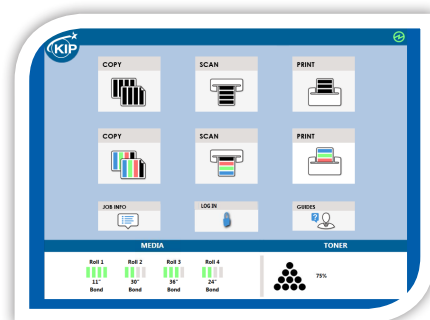 KIP
COPY SCAN PRINT
COPY SCAN PRINT
JOB INFO LOG IN GUIDES
MEDIA TONER
Roll 1 Roll 2 Roll 3 Roll 4
75%
11" 30" 36" 24"
Bond Bond Bond Bond